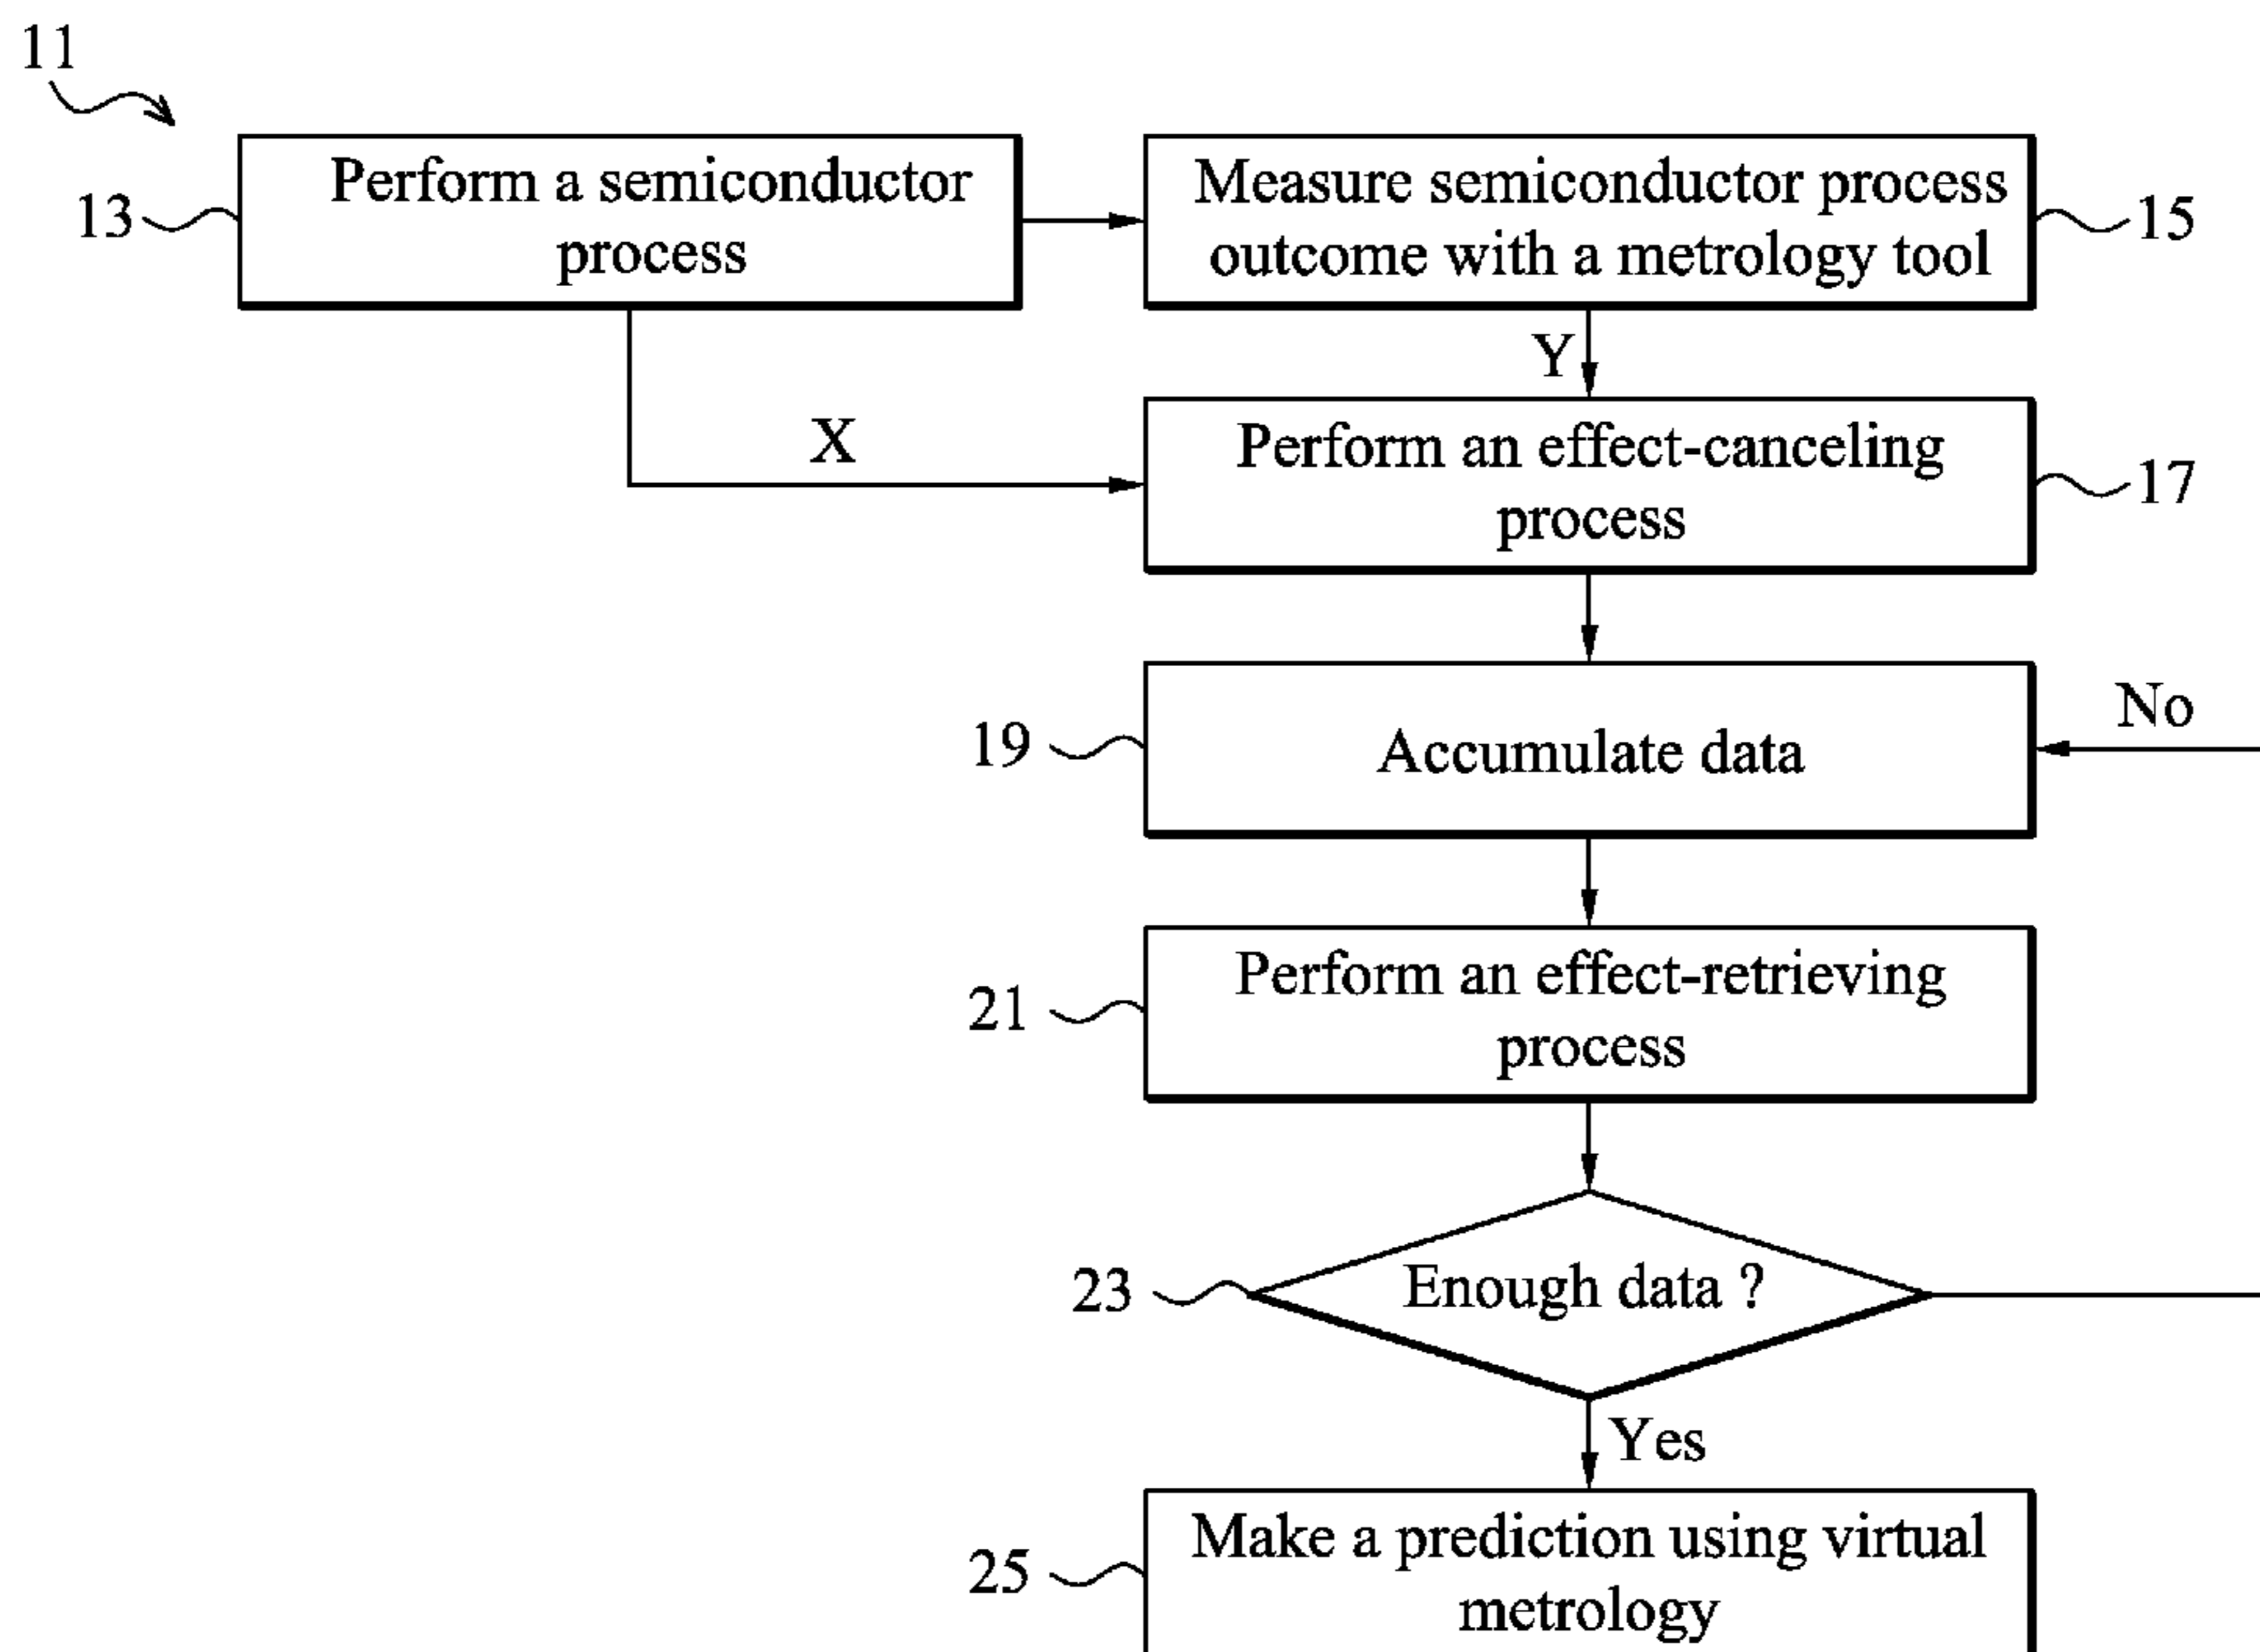 11
13
Perform a semiconductor
process
Measure semiconductor process
outcome with a metrology tool
15
Y
X
Perform an effect-canceling
process
17
No
19
Accumulate data
21
Perform an effect-retrieving
process
23
Enough data ?
Yes
25
Make a prediction using virtual
metrology